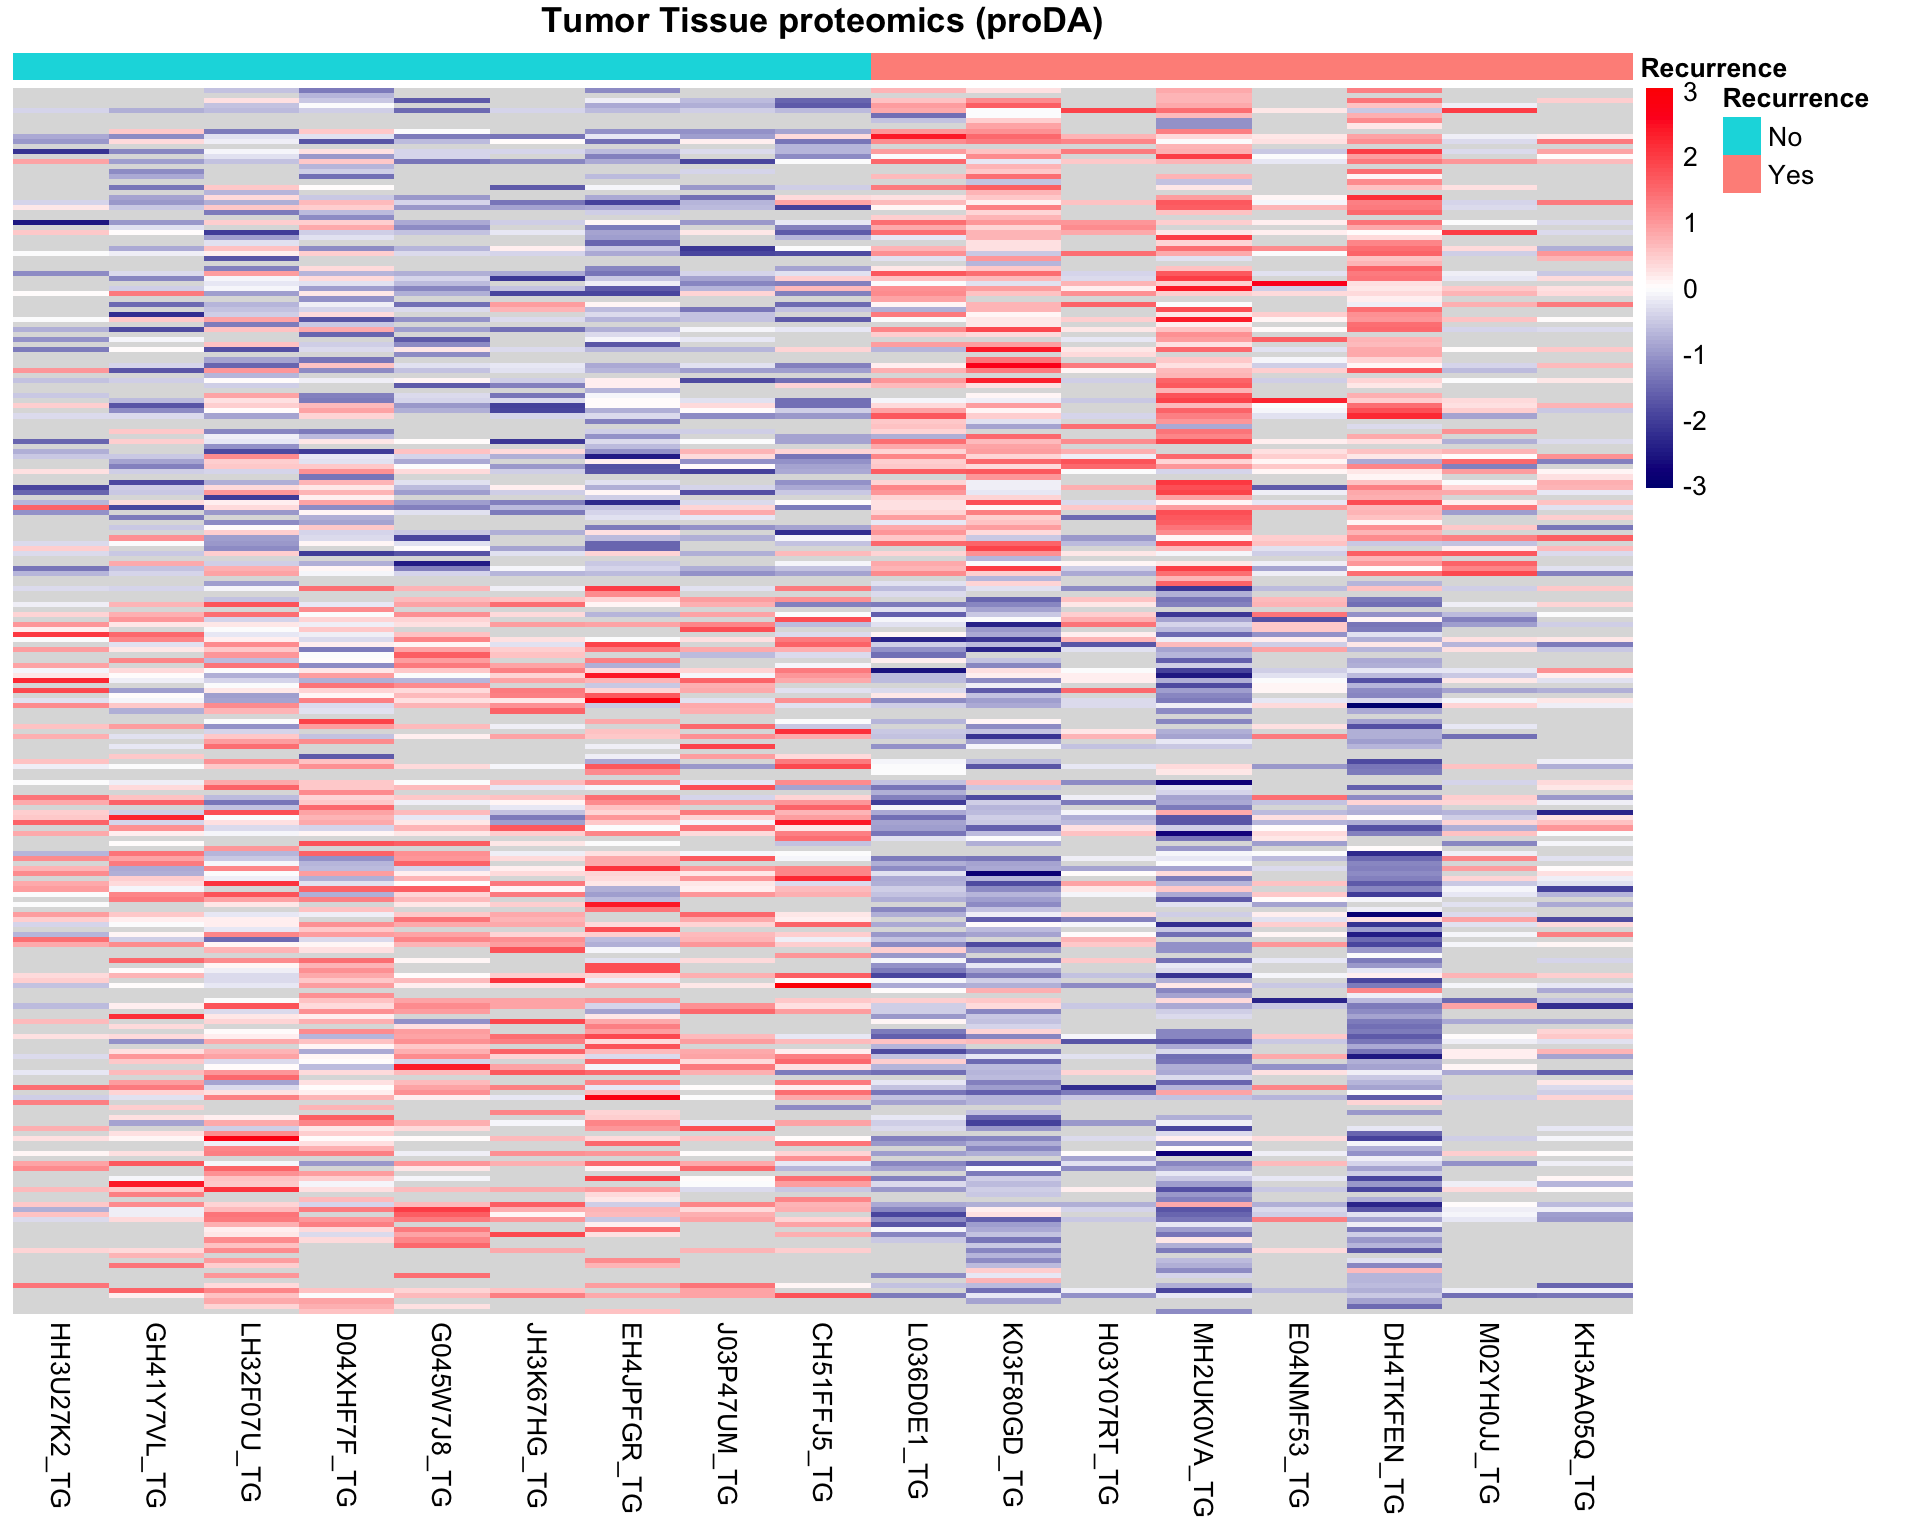 Tumor Tissue proteomics (proDA)
Recurrence
3
2
1
0
-1
-2
-3
Recurrence
No
Yes
HH3U27K2_TG
GH41Y7VL_TG
LH32F07U_TG
D04XHF7F_TG
G045W7J8_TG
JH3K67HG_TG
EH4JPFGR_TG
J03P47UM_TG
CH51FFJ5_TG
L036D0E1_TG
K03F80GD_TG
H03Y07RT_TG
MH2UK0VA_TG
E04NMF53_TG
DH4TKFEN_TG
M02YH0JJ_TG
KH3AA05Q_TG